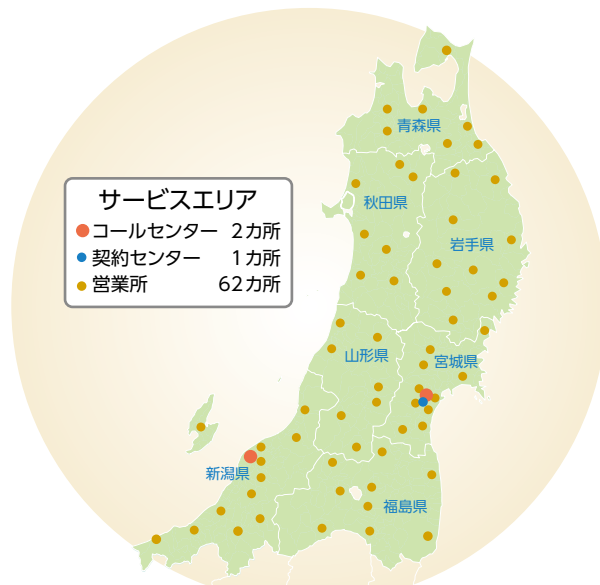 青森県
サービスエリア
コールセンター 2カ所
契約センター 1カ所
営業所 62カ所
秋田県
岩手県
山形県
宮城県
新潟県
福島県